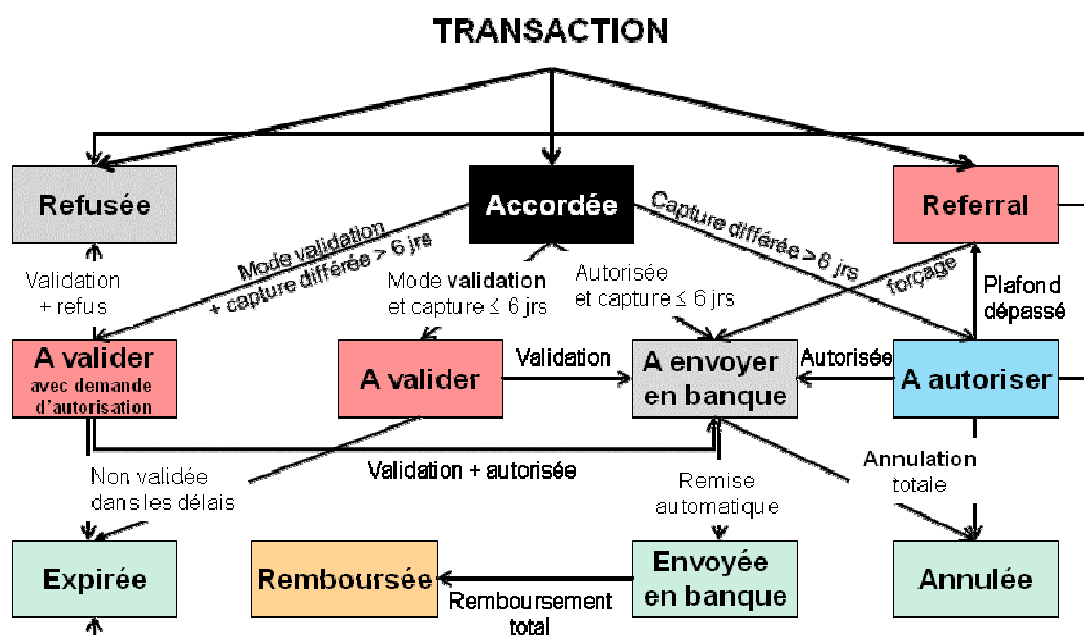 TRANSACTION
Refusée
Accordée
Referral
Mode validation
+ capture différée > 6 jrs
Capture différée > 6 jrs
Validation
+ refus
Mode validation
et capture ≤ 6 jrs
Autorisée
et capture ≤ 6 jrs
forçage
Plafond
dépassé
A valider
avec demande
d'autorisation
A valider
Validation
A envoyer
en banque
Autorisée
A autoriser
Validation + autorisée
Non validée
dans les délais
Remise
automatique
Annulation
totale
Expirée
Remboursée
Remboursement
total
Envoyée
en banque
Annulée